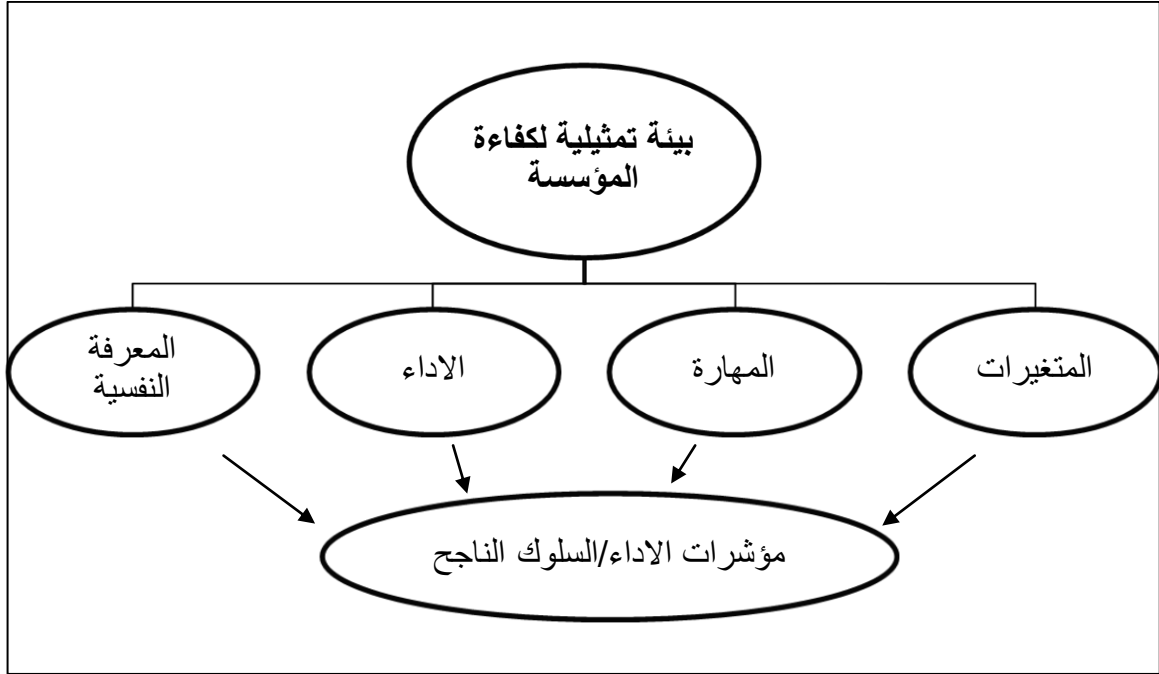 بيئة تمثيلية لكفاءة
المؤسسة
المتغيرات
المهارة
الاداء
المعرفة
النفسية
مؤشرات الاداء/السلوك الناجح